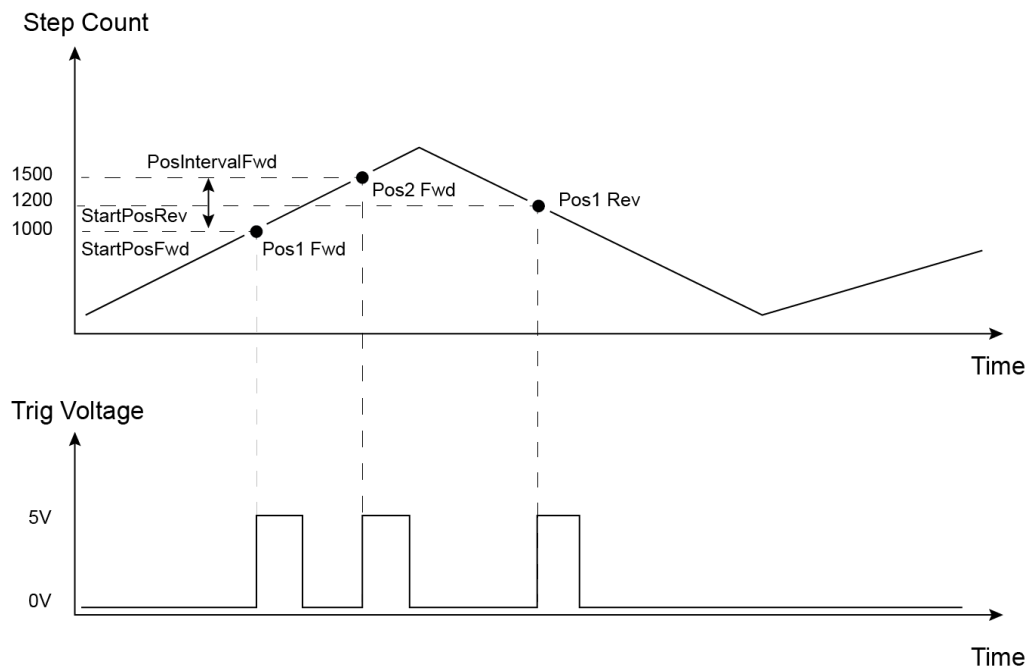 Step Count
1500
PosIntervalFwd
Pos2 Fwd
1200
StartPosRev
Pos1 Rev
1000
StartPosFwd
Pos1 Fwd
Time
Trig Voltage
5V
0V
Time